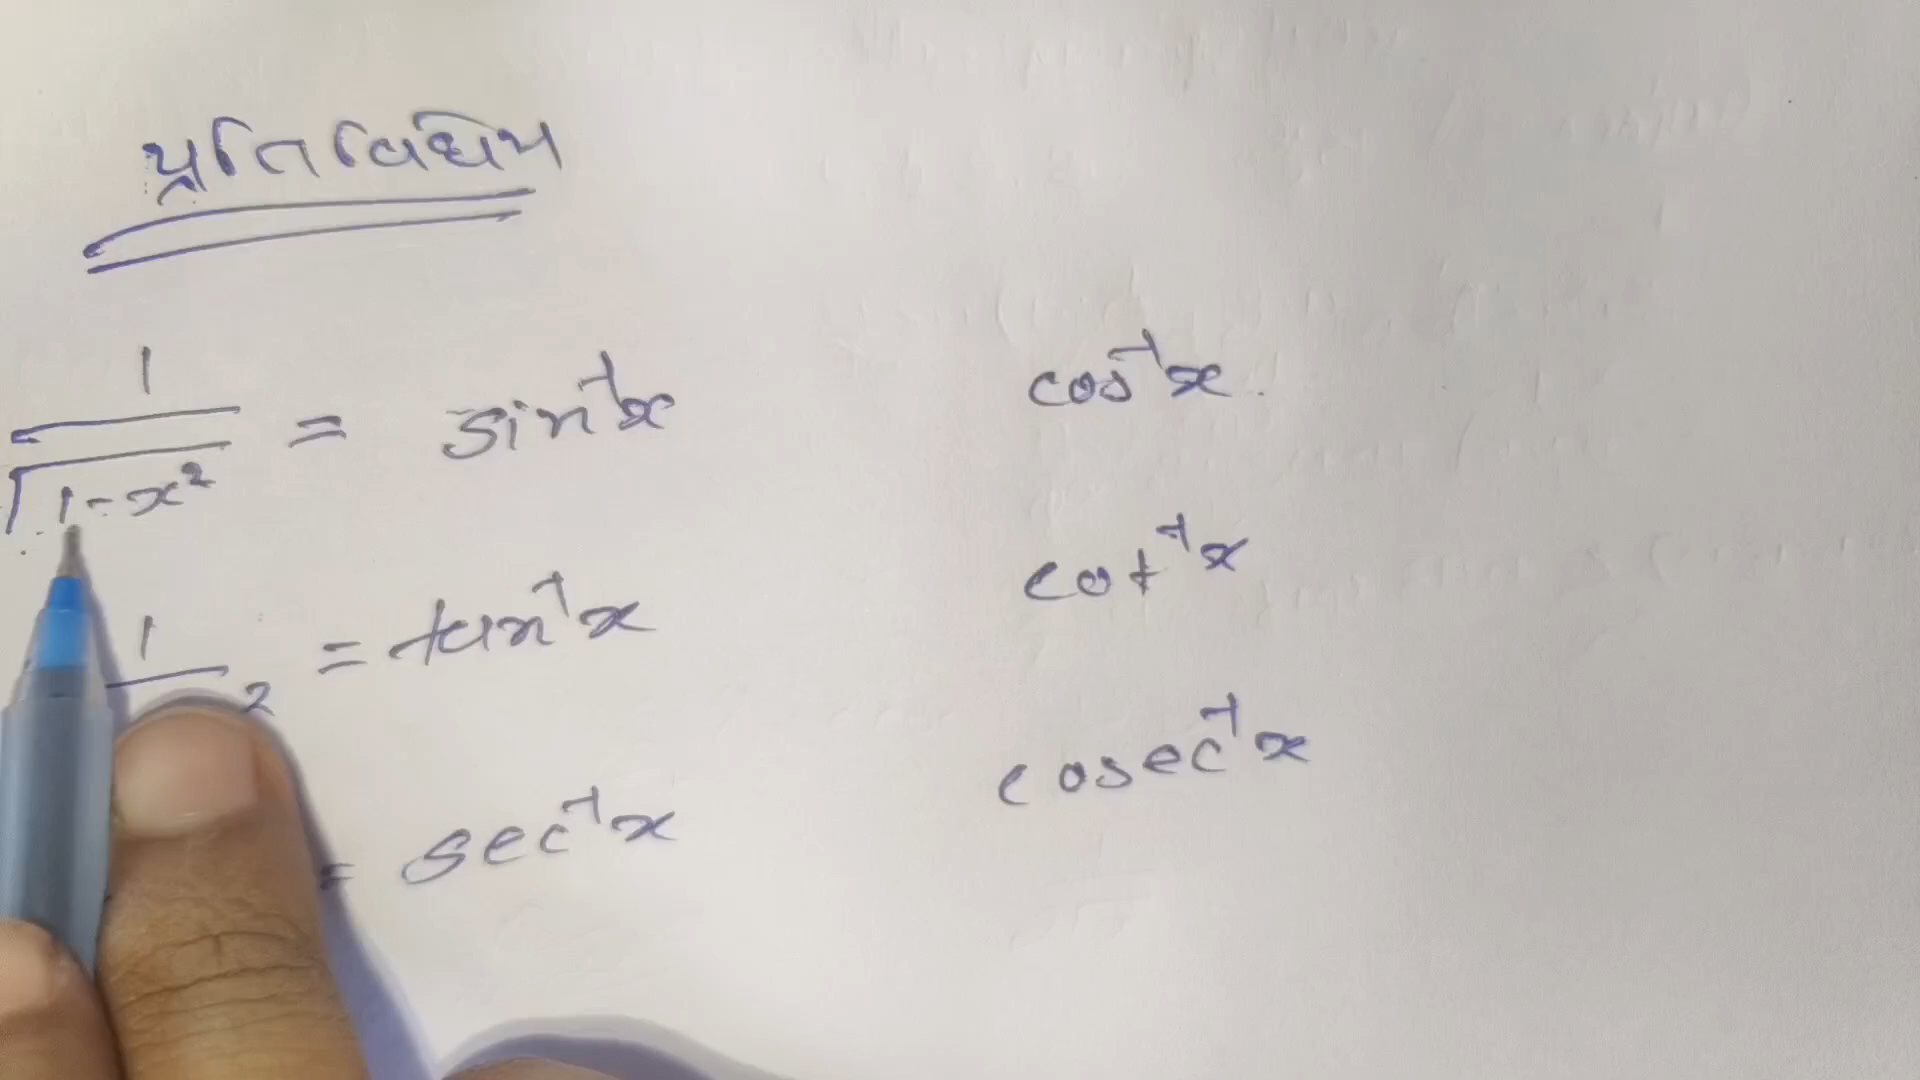 પ્રતિવિધેય
1/√(1-x²) = sin⁻¹x cos⁻¹x
1/ ² = tan⁻¹x cot⁻¹x
= sec⁻¹x cosec⁻¹x